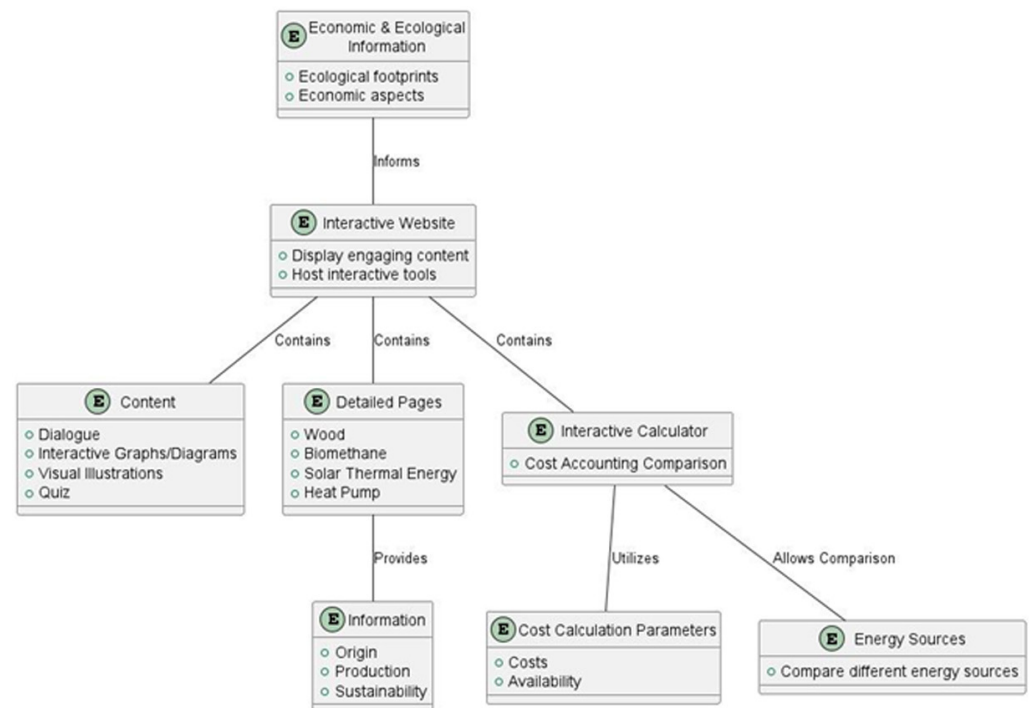 E Economic & Ecological
Information
Ecological footprints
Economic aspects
Informs
E Interactive Website
Display engaging content
Host interactive tools
Contains
Contains
Contains
E Content
Dialogue
Interactive Graphs/Diagrams
Visual Illustrations
Quiz
E Detailed Pages
Wood
Biomethane
Solar Thermal Energy
Heat Pump
E Interactive Calculator
Cost Accounting Comparison
Provides
Utilizes
Allows Comparison
E Information
Origin
Production
Sustainability
E Cost Calculation Parameters
Costs
Availability
E Energy Sources
Compare different energy sources